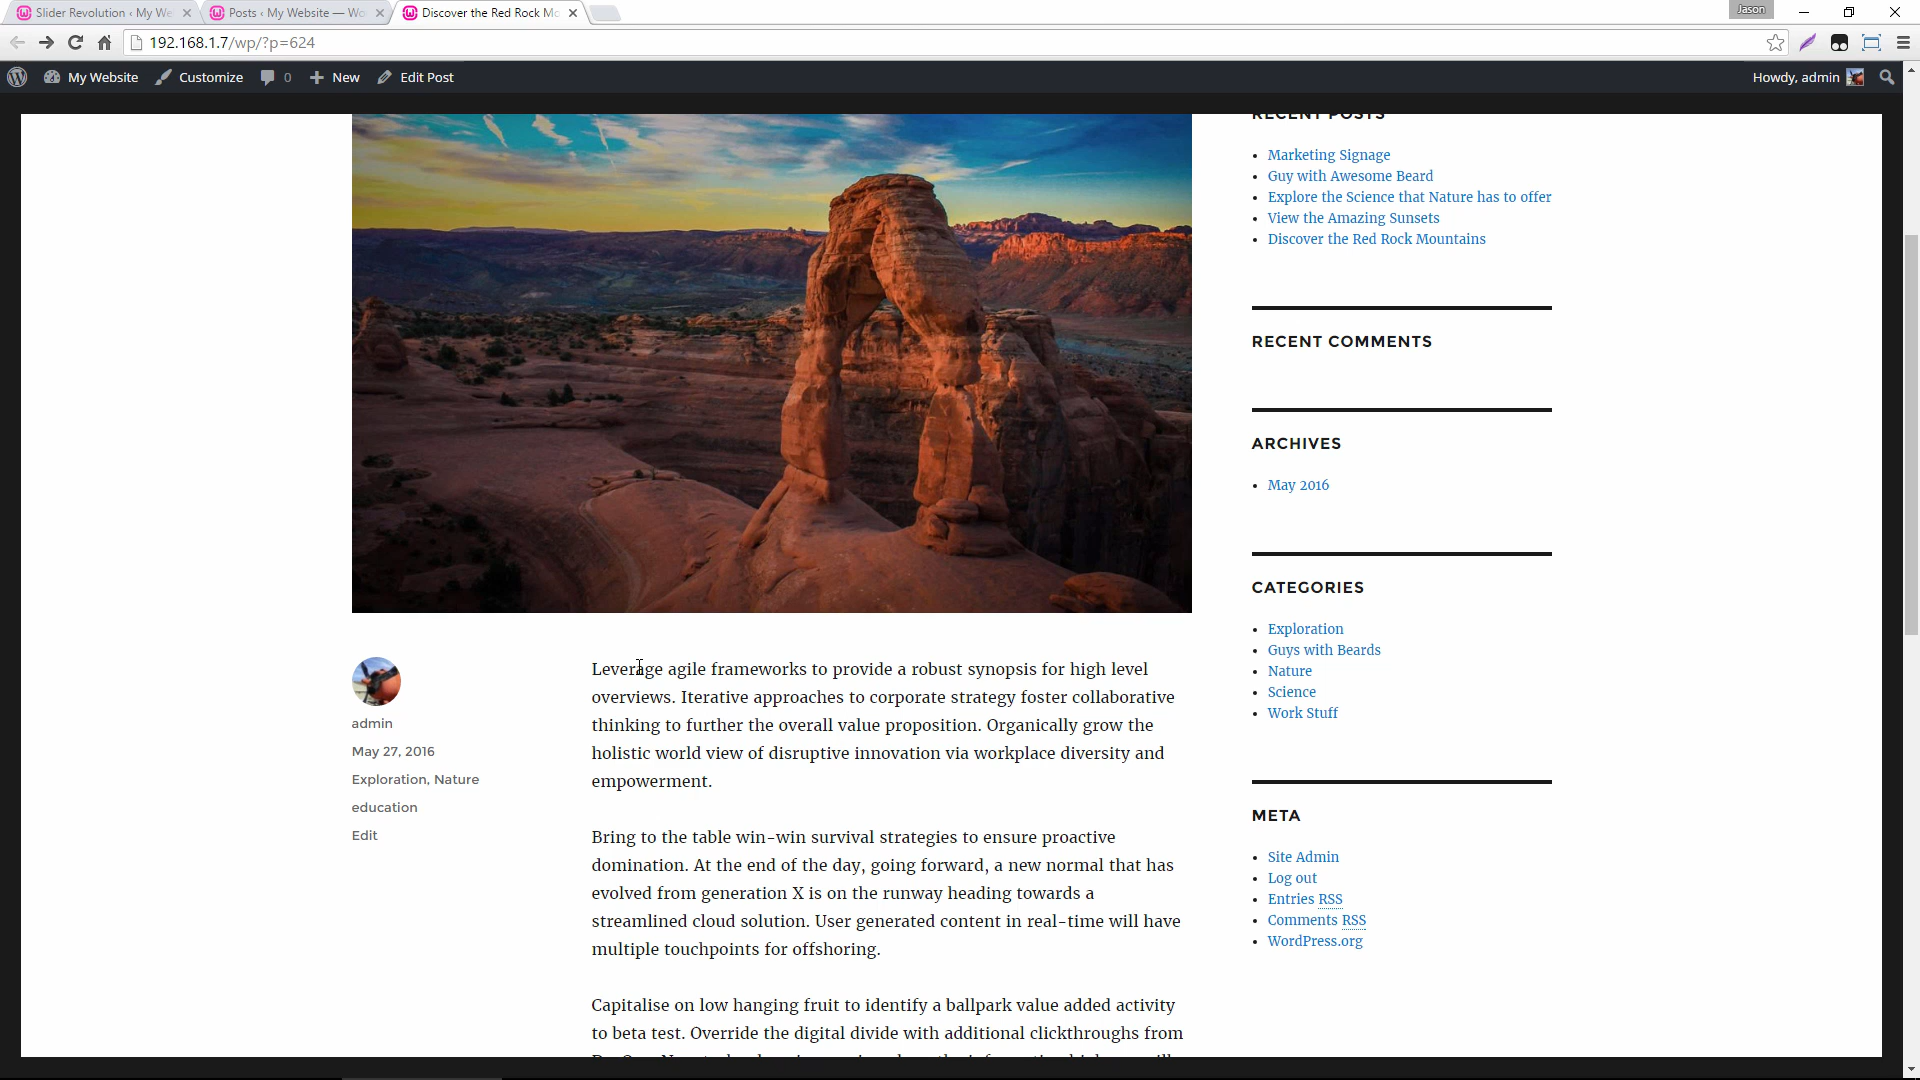 Slider Revolution ‹ My We
Posts ‹ My Website — Wo
Discover the Red Rock Mo
Jason
192.168.1.7/wp/?p=624
My Website
Customize
0
New
Edit Post
Howdy, admin
RECENT POSTS
Marketing Signage
Guy with Awesome Beard
Explore the Science that Nature has to offer
View the Amazing Sunsets
Discover the Red Rock Mountains
RECENT COMMENTS
ARCHIVES
May 2016
CATEGORIES
Exploration
Guys with Beards
Nature
Science
Work Stuff
META
Site Admin
Log out
Entries RSS
Comments RSS
WordPress.org
admin
May 27, 2016
Exploration, Nature
education
Edit
Leverage agile frameworks to provide a robust synopsis for high level
overviews. Iterative approaches to corporate strategy foster collaborative
thinking to further the overall value proposition. Organically grow the
holistic world view of disruptive innovation via workplace diversity and
empowerment.
Bring to the table win-win survival strategies to ensure proactive
domination. At the end of the day, going forward, a new normal that has
evolved from generation X is on the runway heading towards a
streamlined cloud solution. User generated content in real-time will have
multiple touchpoints for offshoring.
Capitalise on low hanging fruit to identify a ballpark value added activity
to beta test. Override the digital divide with additional clickthroughs from